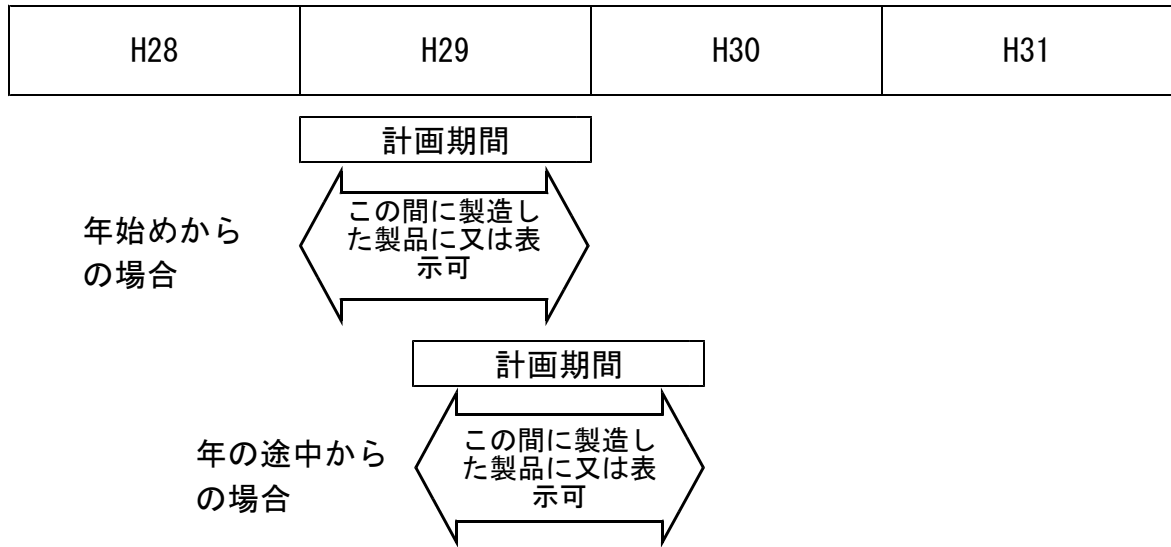 H28 H29 H30 H31
計画期間
年始めから
の場合
この間に製造し
た製品に又は表
示可
計画期間
年の途中から
の場合
この間に製造し
た製品に又は表
示可